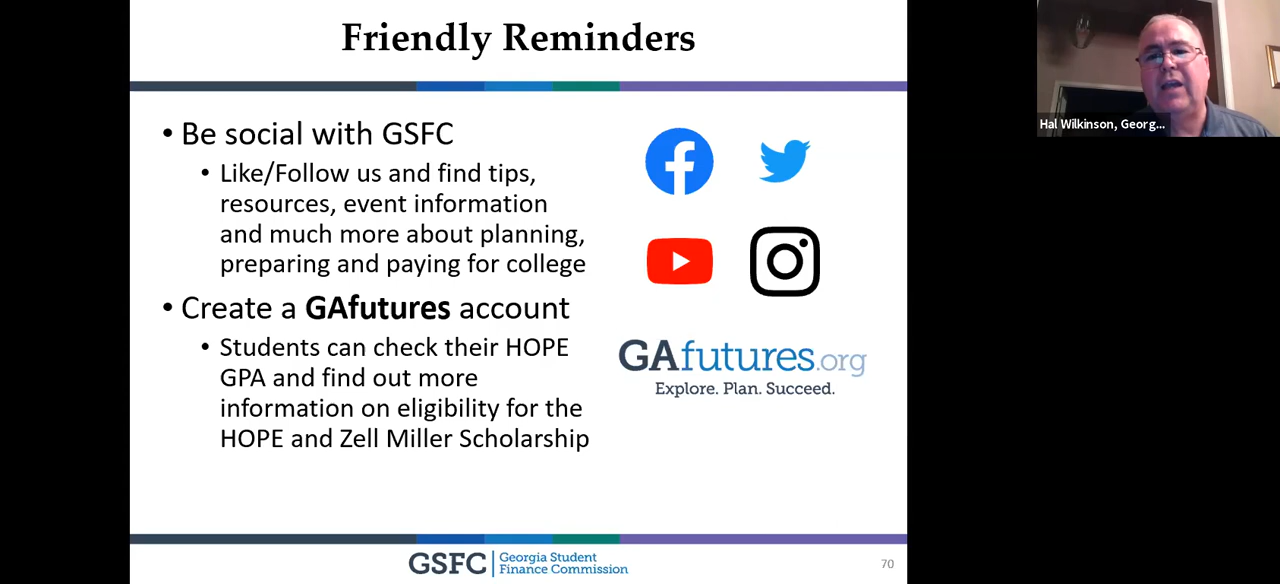 Friendly Reminders
• Be social with GSFC
• Like/Follow us and find tips,
resources, event information
and much more about planning,
preparing and paying for college
• Create a GAfutures account
• Students can check their HOPE
GPA and find out more
information on eligibility for the
HOPE and Zell Miller Scholarship
GAfutures.org
Explore. Plan. Succeed.
GSFC
Georgia Student
Finance Commission
70
Hal Wilkinson, Georg...